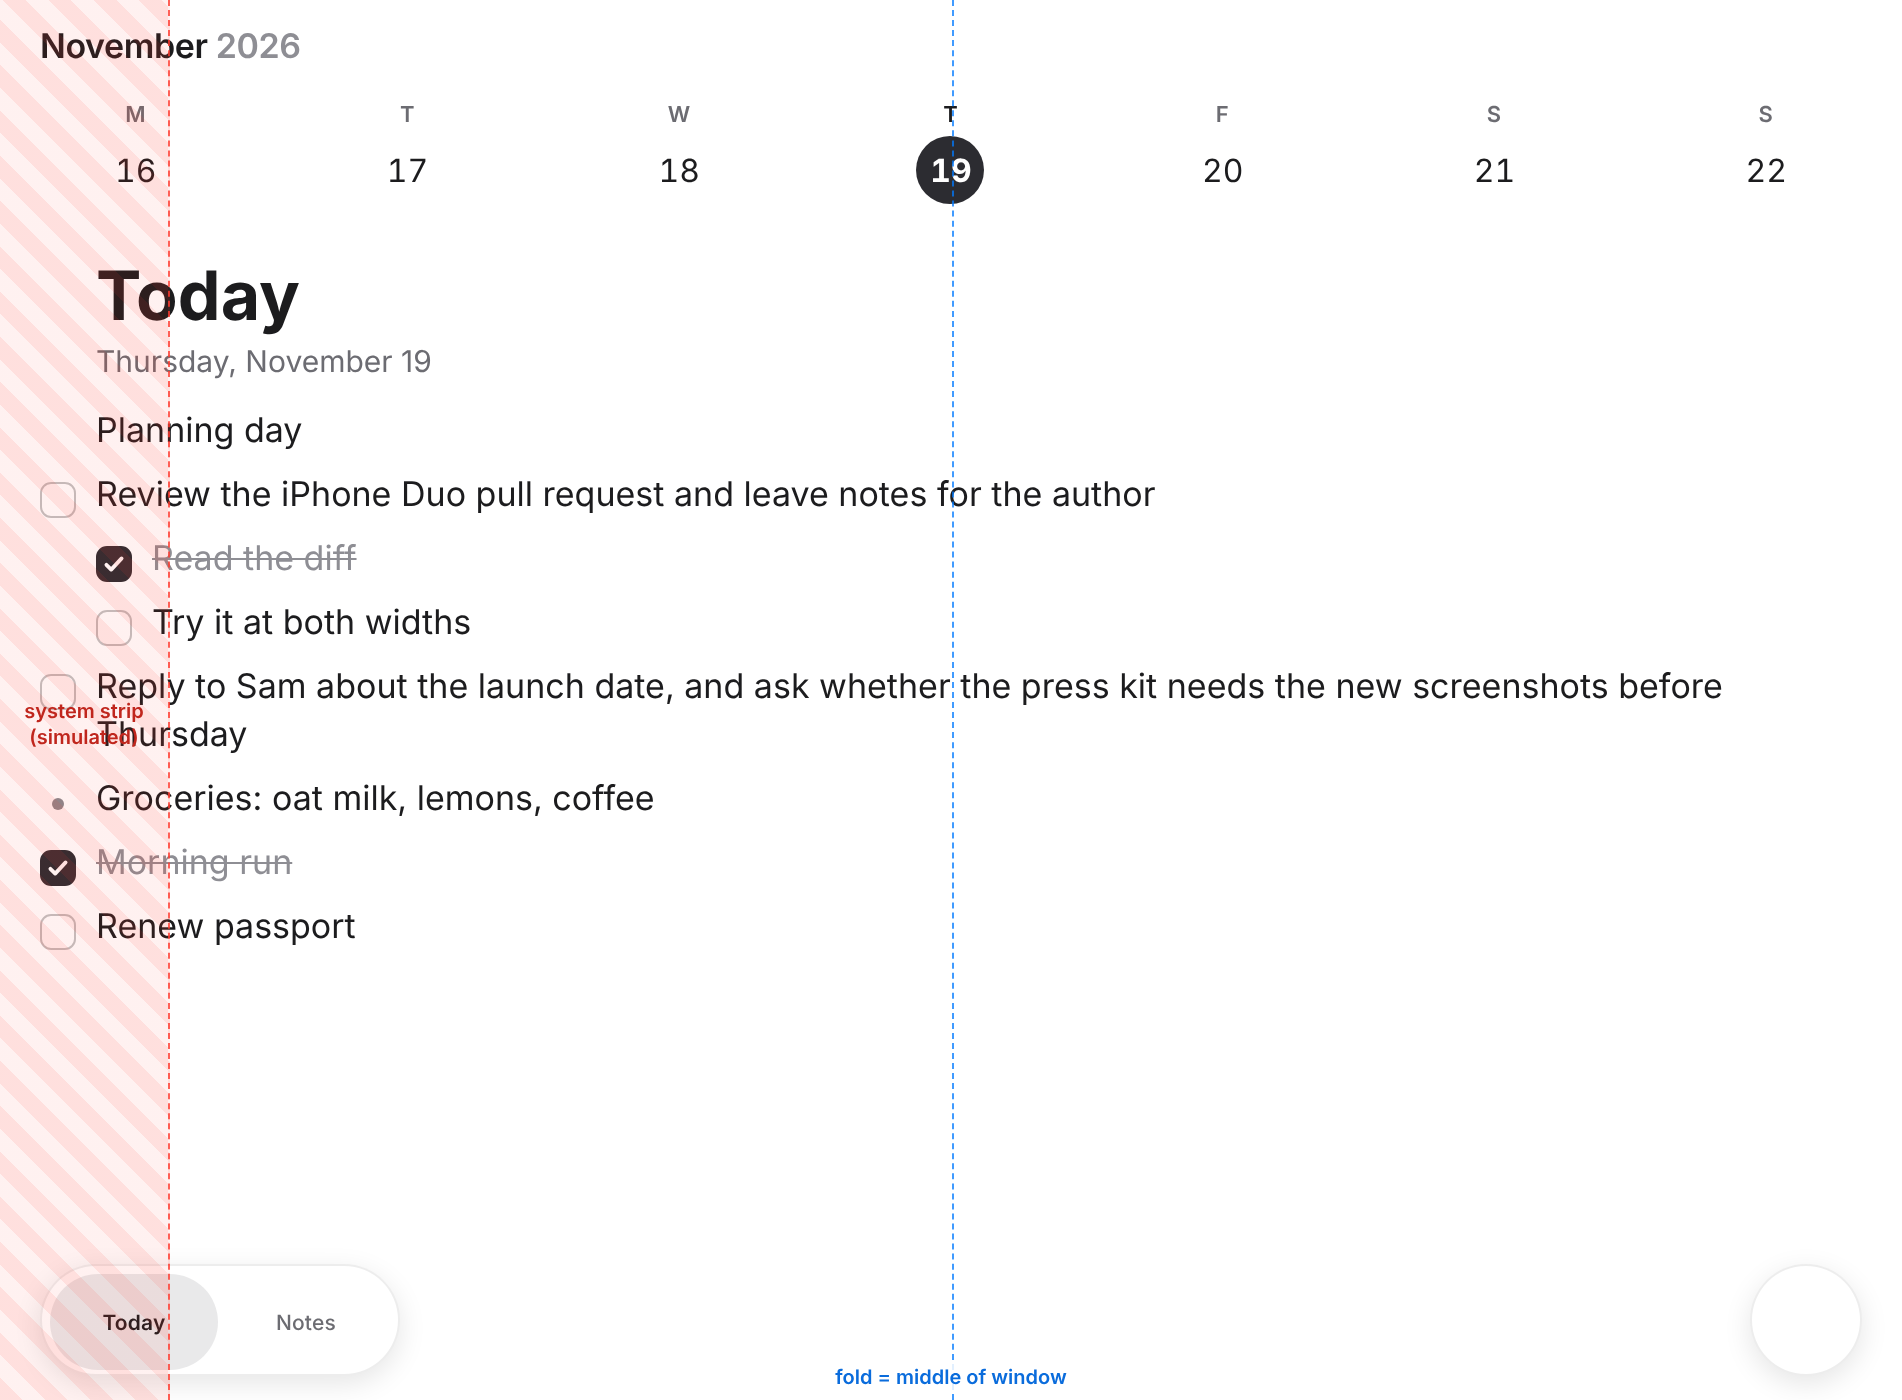 November 2026
M T W T F S S
16 17 18 19 20 21 22
Today
Thursday, November 19
Planning day
Review the iPhone Duo pull request and leave notes for the author
Read the diff
Try it at both widths
Reply to Sam about the launch date, and ask whether the press kit needs the new screenshots before
Thursday
system strip
(simulated)
Groceries: oat milk, lemons, coffee
Morning run
Renew passport
Today Notes
fold = middle of window